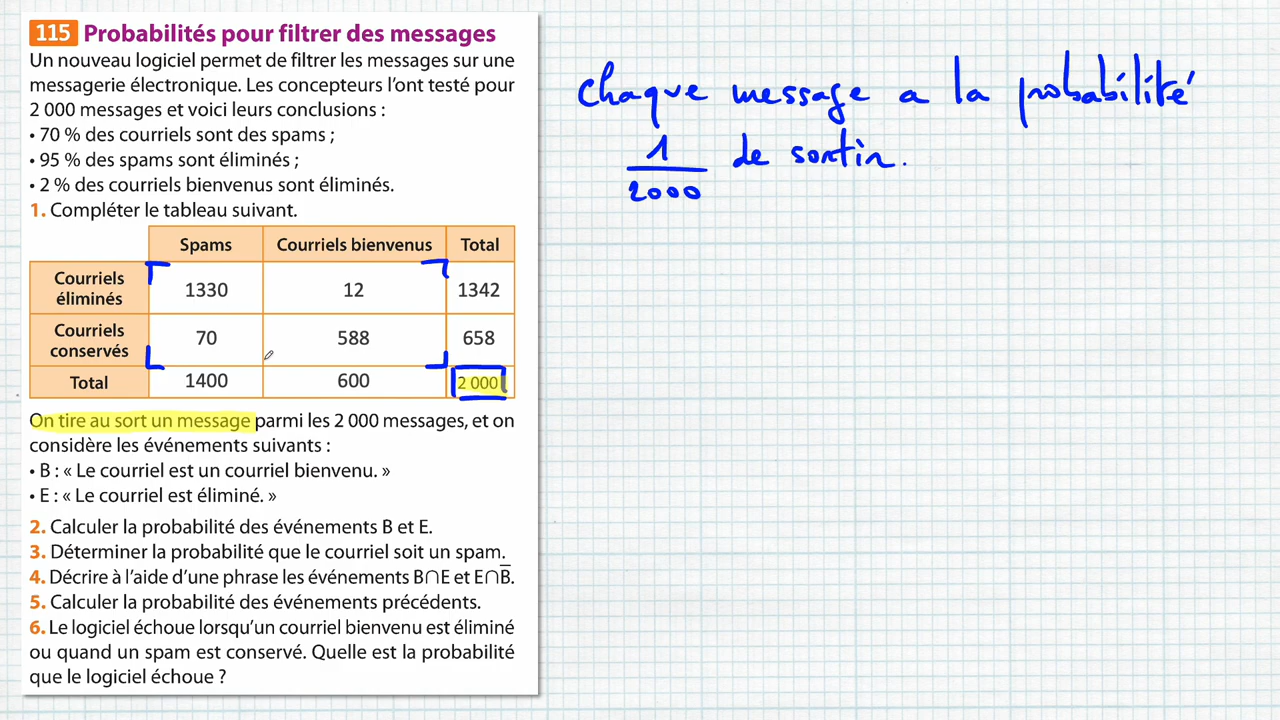 115 Probabilités pour filtrer des messages
Un nouveau logiciel permet de filtrer les messages sur une
messagerie électronique. Les concepteurs l'ont testé pour
2 000 messages et voici leurs conclusions :
• 70 % des courriels sont des spams ;
• 95 % des spams sont éliminés ;
• 2 % des courriels bienvenus sont éliminés.
1. Compléter le tableau suivant.
Spams Courriels bienvenus Total
Courriels éliminés 1330 12 1342
Courriels conservés 70 588 658
Total 1400 600 2 000
On tire au sort un message parmi les 2 000 messages, et on
considère les événements suivants :
• B : « Le courriel est un courriel bienvenu. »
• E : « Le courriel est éliminé. »
2. Calculer la probabilité des événements B et E.
3. Déterminer la probabilité que le courriel soit un spam.
4. Décrire à l'aide d'une phrase les événements B∩E et E∩B̅.
5. Calculer la probabilité des événements précédents.
6. Le logiciel échoue lorsqu'un courriel bienvenu est éliminé
ou quand un spam est conservé. Quelle est la probabilité
que le logiciel échoue ?
chaque message a la probabilité
1/2000 de sortir.